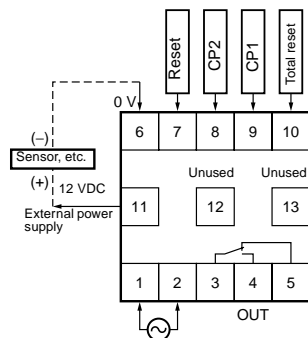 Reset
CP2
CP1
Total reset
0 V
6 7 8 9 10
(−)
Sensor, etc.
(+)
12 VDC
External power
supply
Unused Unused
11 12 13
1 2 3 4 5
OUT